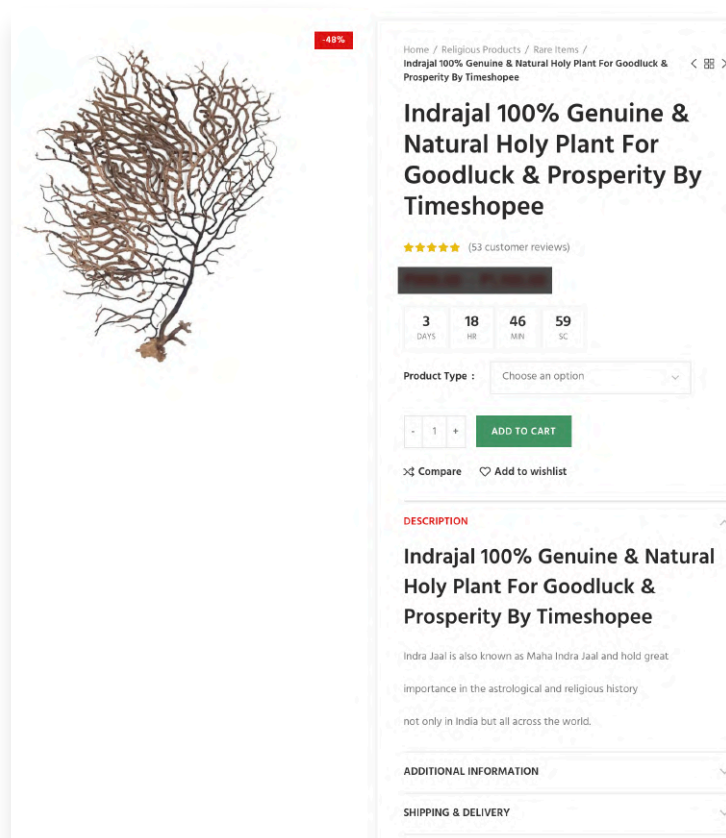 -48%
Home / Religious Products / Rare Items /
Indrajal 100% Genuine & Natural Holy Plant For Goodluck &
Prosperity By Timeshopee
Indrajal 100% Genuine &
Natural Holy Plant For
Goodluck & Prosperity By
Timeshopee
(53 customer reviews)
3 18 46 59
DAYS HR MIN SC
Product Type : Choose an option
- 1 + ADD TO CART
Compare Add to wishlist
DESCRIPTION
Indrajal 100% Genuine & Natural
Holy Plant For Goodluck &
Prosperity By Timeshopee
Indra Jaal is also known as Maha Indra Jaal and hold great
importance in the astrological and religious history
not only in India but all across the world.
ADDITIONAL INFORMATION
SHIPPING & DELIVERY